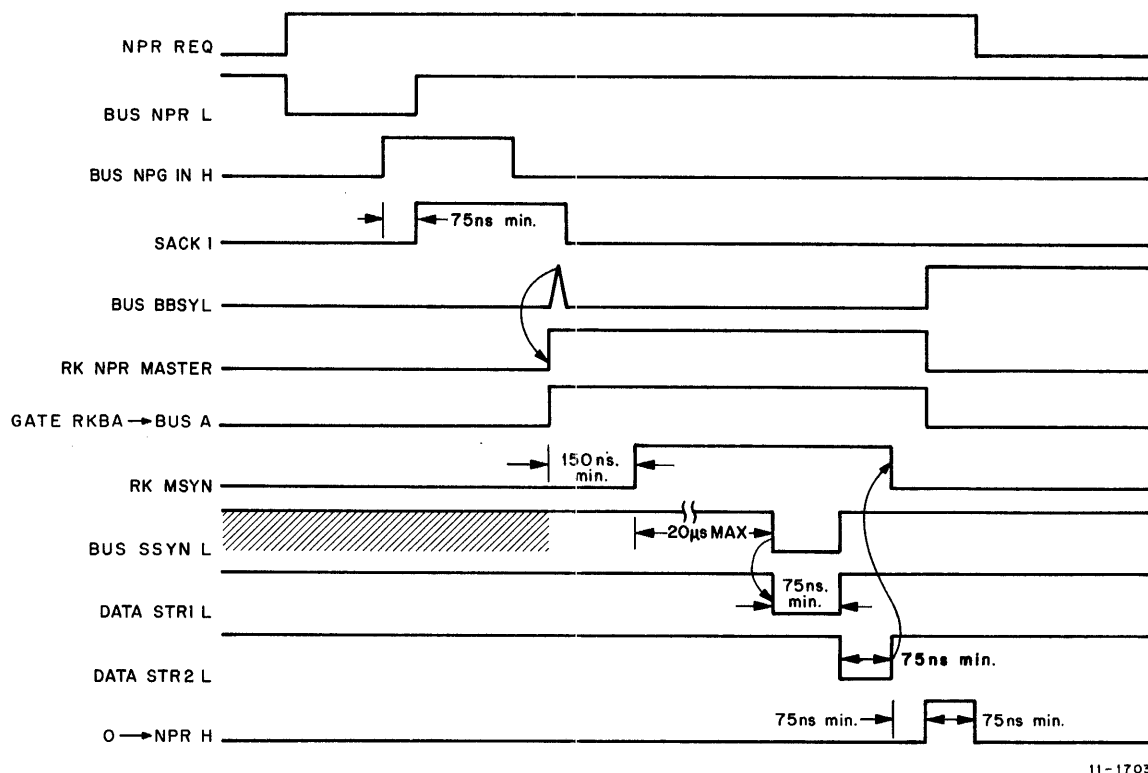 NPR REQ
BUS NPR L
BUS NPG IN H
75ns min.
SACK 1
BUS BBSYL
RK NPR MASTER
GATE RKBA→BUS A
150ns.
min.
RK MSYN
20µs MAX
BUS SSYN L
75ns.
min.
DATA STR1 L
75ns min.
DATA STR2 L
75ns min.
75ns min.
0→NPR H
11-1703